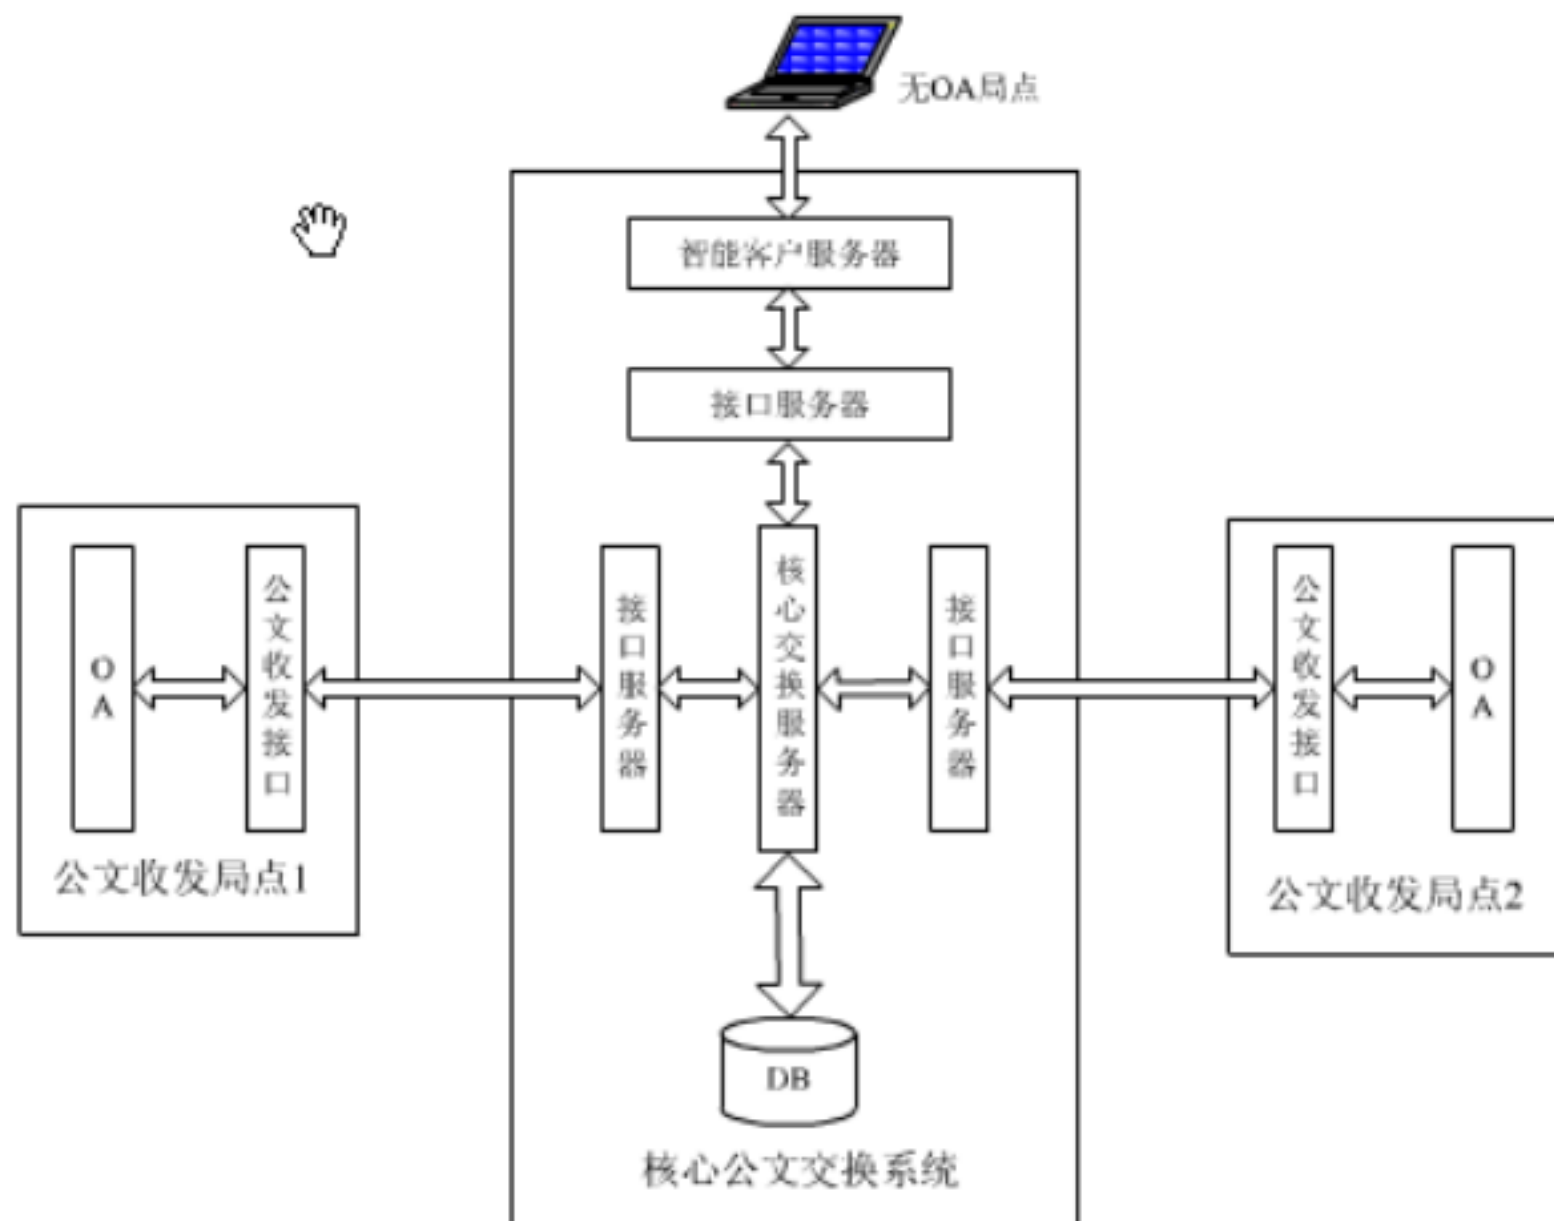 无OA局点
智能客户服务器
接口服务器
OA
公文收发接口
公文收发局点1
接口服务器
核心交换服务器
接口服务器
公文收发接口
OA
公文收发局点2
DB
核心公文交换系统